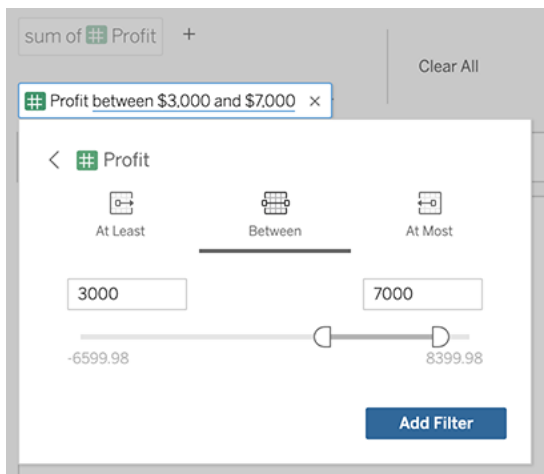 sum of # Profit +
Clear All
# Profit between $3,000 and $7,000 ×
< # Profit
At Least Between At Most
3000 7000
-6599.98 8399.98
Add Filter